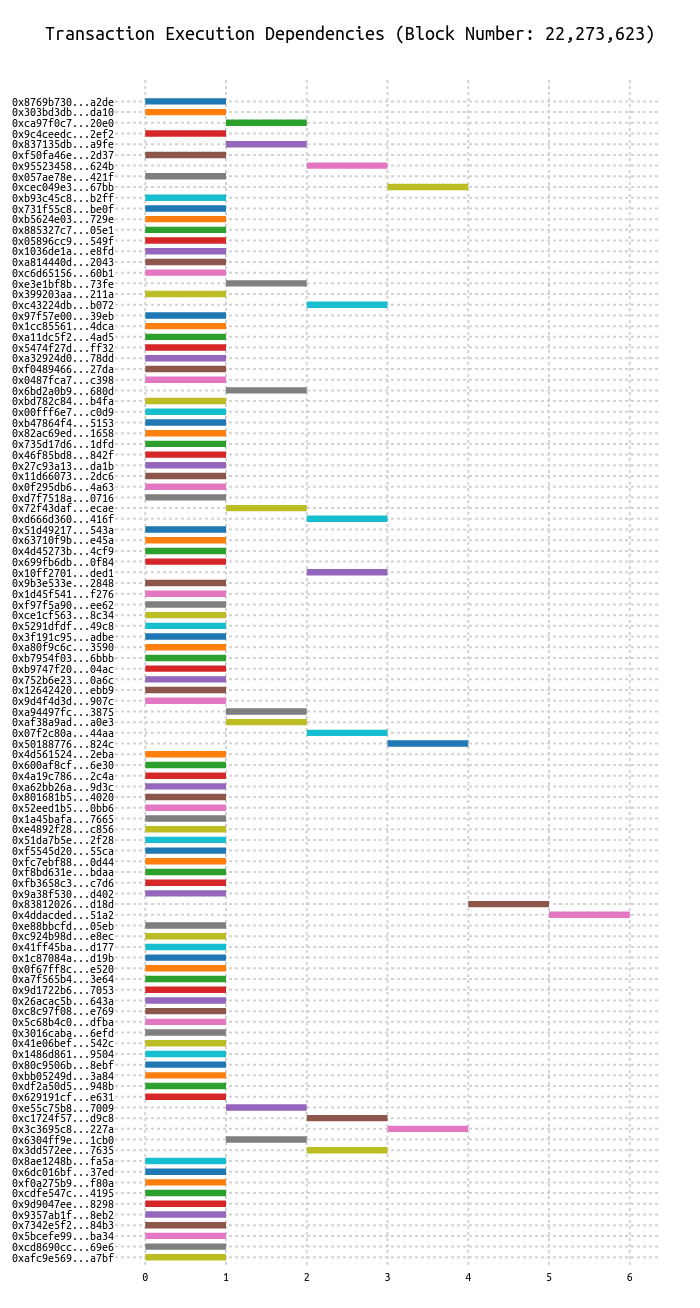 Transaction Execution Dependencies (Block Number: 22,273,623)
0x8769b730...a2de
0x303bd3db...da10
0xca97f0c7...20e0
0x9c4ceedc...2ef2
0x837135db...a9fe
0xf50fa46e...2d37
0x95523458...624b
0x057ae78e...421f
0xcec049e3...67bb
0xb93c45c8...b2ff
0x731f55c8...be0f
0xb5624e03...729e
0x885327c7...05e1
0x05896cc9...549f
0x1036de1a...e8fd
0xa814440d...2043
0xc6d65156...60b1
0xe3e1bf8b...73fe
0x399203aa...211a
0xc43224db...b072
0x97f57e00...39eb
0x1cc85561...4dca
0xa11dc5f2...4ad5
0x5474f27d...ff32
0xa32924d0...78dd
0xf0489466...27da
0x0487fca7...c398
0x6bd2a0b9...680d
0xbd782c84...b4fa
0x00fff6e7...c0d9
0xb47864f4...5153
0x82ac69ed...1658
0x735d17d6...1dfd
0x46f85bd8...842f
0x27c93a13...da1b
0x11d66073...2dc6
0x0f295db6...4a63
0xd7f7518a...0716
0x72f43daf...ecae
0xd666d360...416f
0x51d49217...543a
0x63710f9b...e45a
0x4d45273b...4cf9
0x699fb6db...0f84
0x10ff2701...ded1
0x9b3e533e...2848
0x1d45f541...f276
0xf97f5a90...ee62
0xce1cf563...8c34
0x5291dfdf...49c8
0x3f191c95...adbe
0xa80f9c6c...3590
0xb7954f03...6bbb
0xb9747f20...04ac
0x752b6e23...0a6c
0x12642420...ebb9
0x9d4f4d3d...907c
0xa94497fc...3875
0xaf38a9ad...a0e3
0x07f2c80a...44aa
0x50188776...824c
0x4d561524...2eba
0x600af8cf...6e30
0x4a19c786...2c4a
0xa62bb26a...9d3c
0x801681b5...4020
0x52eed1b5...0bb6
0x1a45bafa...7665
0xe4892f28...c856
0x51da7b5e...2f28
0xf5545d20...55ca
0xfc7ebf88...0d44
0xf8bd631e...bdaa
0xfb3658c3...c7d6
0x9a38f530...d402
0x83812026...d18d
0x4ddacded...51a2
0xe88bbcfd...05eb
0xc924b98d...e8ec
0x41ff45ba...d177
0x1c87084a...d19b
0x0f67ff8c...e520
0xa7f565b4...3e64
0x9d1722b6...7053
0x26acac5b...643a
0xc8c97f08...e769
0x5c68b4c0...dfba
0x3016caba...6efd
0x41e06bef...542c
0x1486d861...9504
0x80c9506b...8ebf
0xbb05249d...3a84
0xdf2a50d5...948b
0x629191cf...e631
0xe55c75b8...7009
0xc1724f57...d9c8
0x3c3695c8...227a
0x6304ff9e...1cb0
0x3dd572ee...7635
0x8ae1248b...fa5a
0x6dc016bf...37ed
0xf0a275b9...f80a
0xcdfe547c...4195
0x9d9047ee...8298
0x9357ab1f...8eb2
0x7342e5f2...84b3
0x5bcefe99...ba34
0xcd8690cc...69e6
0xafc9e569...a7bf
0 1 2 3 4 5 6